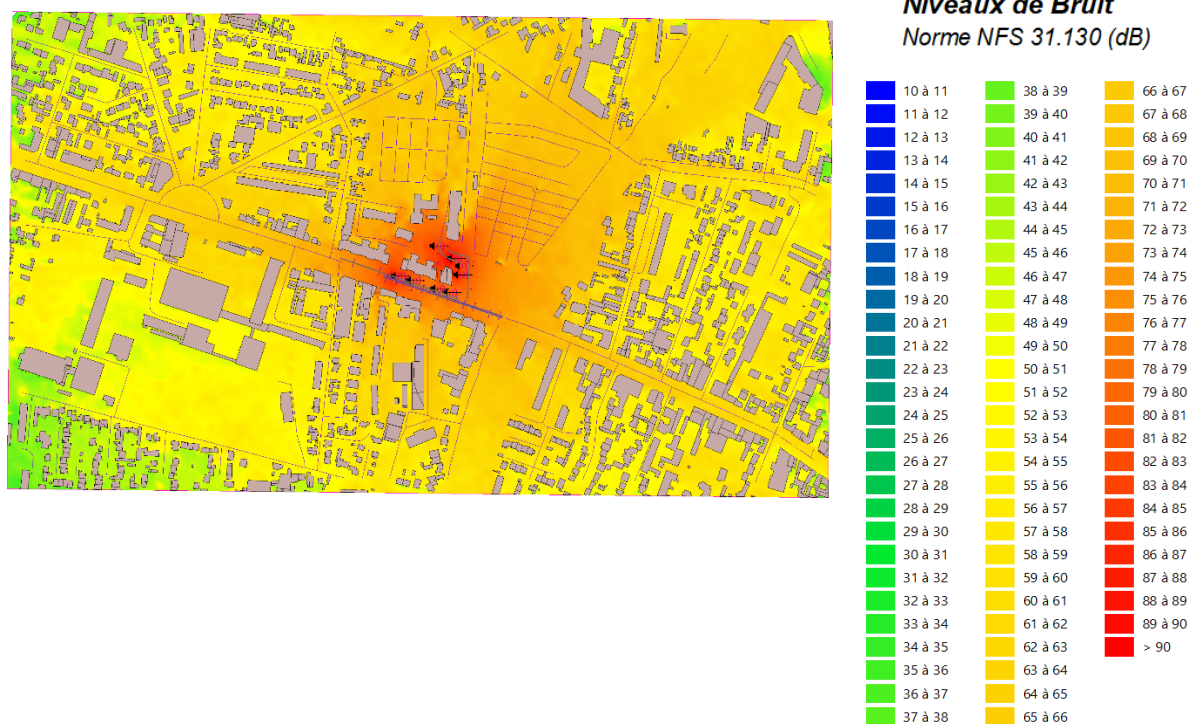 Niveaux de Bruit
Norme NFS 31.130 (dB)
10 à 11
11 à 12
12 à 13
13 à 14
14 à 15
15 à 16
16 à 17
17 à 18
18 à 19
19 à 20
20 à 21
21 à 22
22 à 23
23 à 24
24 à 25
25 à 26
26 à 27
27 à 28
28 à 29
29 à 30
30 à 31
31 à 32
32 à 33
33 à 34
34 à 35
35 à 36
36 à 37
37 à 38
38 à 39
39 à 40
40 à 41
41 à 42
42 à 43
43 à 44
44 à 45
45 à 46
46 à 47
47 à 48
48 à 49
49 à 50
50 à 51
51 à 52
52 à 53
53 à 54
54 à 55
55 à 56
56 à 57
57 à 58
58 à 59
59 à 60
60 à 61
61 à 62
62 à 63
63 à 64
64 à 65
65 à 66
66 à 67
67 à 68
68 à 69
69 à 70
70 à 71
71 à 72
72 à 73
73 à 74
74 à 75
75 à 76
76 à 77
77 à 78
78 à 79
79 à 80
80 à 81
81 à 82
82 à 83
83 à 84
84 à 85
85 à 86
86 à 87
87 à 88
88 à 89
89 à 90
> 90